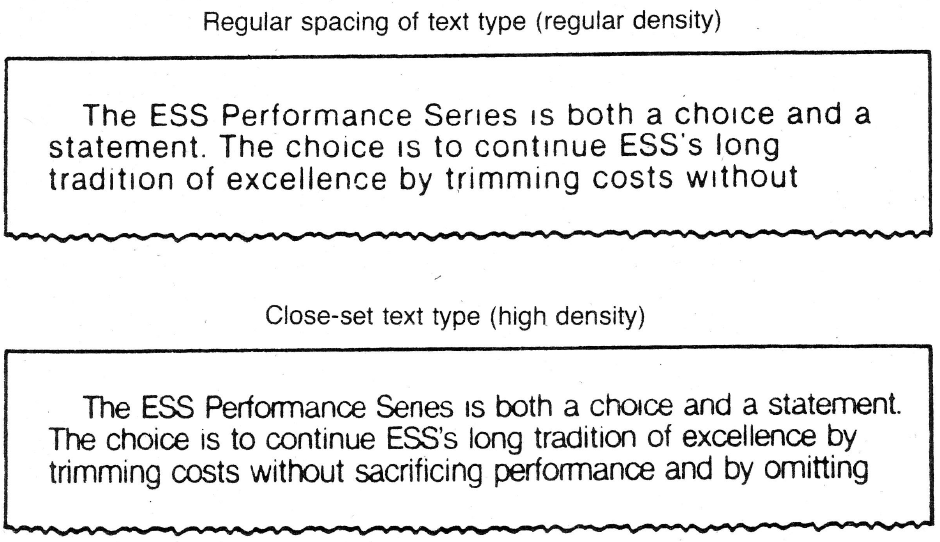 Regular spacing of text type (regular density)
The ESS Performance Series is both a choice and a
statement. The choice is to continue ESS's long
tradition of excellence by trimming costs without
Close-set text type (high density)
The ESS Performance Series is both a choice and a statement.
The choice is to continue ESS's long tradition of excellence by
trimming costs without sacrificing performance and by omitting